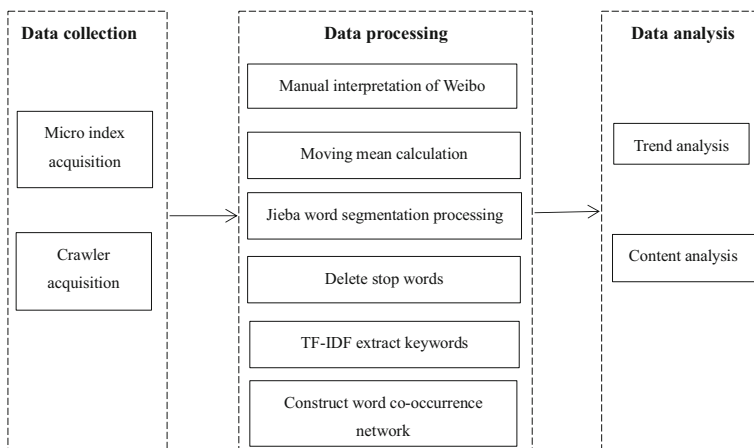 Data collection
Micro index
acquisition
Crawler
acquisition
Data processing
Manual interpretation of Weibo
Moving mean calculation
Jieba word segmentation processing
Delete stop words
TF-IDF extract keywords
Construct word co-occurrence
network
Data analysis
Trend analysis
Content analysis